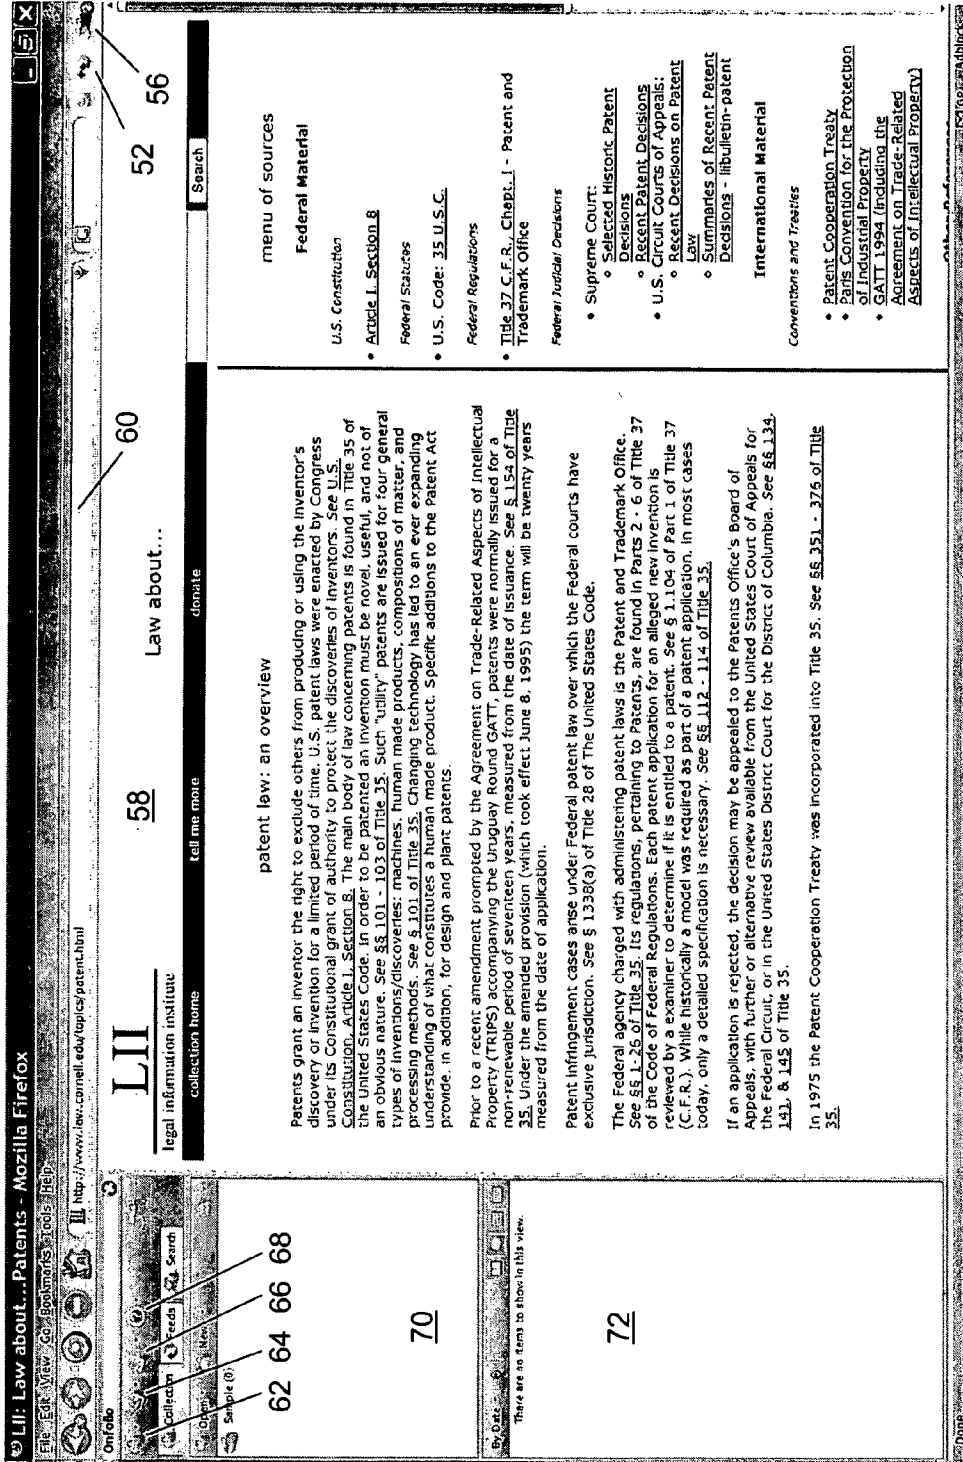 LII: Law about...Patents - Mozilla Firefox
File Edit View Go Bookmarks Tools Help
http://www.law.cornell.edu/topics/patent.html
60
52
56
OnfoBo
Collection Feeds Search
Open New
Sample (0)
62 64 66 68
70
By Date
There are no items to show in this view.
72
LII
legal information institute
58
Law about...
collection home
tell me more
donate
Search
patent law: an overview
Patents grant an inventor the right to exclude others from producing or using the inventor's
discovery or invention for a limited period of time. U.S. patent laws were enacted by Congress
under its Constitutional grant of authority to protect the discoveries of inventors. See U.S.
Constitution, Article I, Section 8. The main body of law concerning patents is found in Title 35 of
the United States Code. In order to be patented an invention must be novel, useful, and not of
an obvious nature. See §§ 101 - 103 of Title 35. Such "utility" patents are issued for four general
types of inventions/discoveries: machines, human made products, compositions of matter, and
processing methods. See § 101 of Title 35. Changing technology has led to an ever expanding
understanding of what constitutes a human made product. Specific additions to the Patent Act
provide, in addition, for design and plant patents.
Prior to a recent amendment prompted by the Agreement on Trade-Related Aspects of Intellectual
Property (TRIPS) accompanying the Uruguay Round GATT, patents were normally issued for a
non-renewable period of seventeen years, measured from the date of issuance. See § 154 of Title
35. Under the amended provision (which took effect June 8, 1995) the term will be twenty years
measured from the date of application.
Patent infringement cases arise under Federal patent law over which the Federal courts have
exclusive jurisdiction. See § 1338(a) of Title 28 of The United States Code.
The Federal agency charged with administering patent laws is the Patent and Trademark Office.
See §§ 1-26 of Title 35. Its regulations, pertaining to Patents, are found in Parts 2 - 6 of Title 37
of the Code of Federal Regulations. Each patent application for an alleged new invention is
reviewed by a examiner to determine if it is entitled to a patent. See § 1.104 of Part 1 of Title 37
(C.F.R.). While historically a model was required as part of a patent application, in most cases
today, only a detailed specification is necessary. See §§ 112 - 114 of Title 35.
If an application is rejected, the decision may be appealed to the Patents Office's Board of
Appeals, with further or alternative review available from the United States Court of Appeals for
the Federal Circuit, or in the United States District Court for the District of Columbia. See §§ 134,
141, & 145 of Title 35.
In 1975 the Patent Cooperation Treaty was incorporated into Title 35. See §§ 351 - 376 of Title
35.
menu of sources
Federal Material
U.S. Constitution
• Article I, Section 8
Federal Statutes
• U.S. Code: 35 U.S.C.
Federal Regulations
• Title 37 C.F.R., Chapt. I - Patent and
Trademark Office
Federal Judicial Decisions
• Supreme Court:
◦ Selected Historic Patent
Decisions
◦ Recent Patent Decisions
• U.S. Circuit Courts of Appeals:
◦ Recent Decisions on Patent
Law
◦ Summaries of Recent Patent
Decisions - liibulletin-patent
International Material
Conventions and Treaties
• Patent Cooperation Treaty
• Paris Convention for the Protection
of Industrial Property
• GATT 1994 (including the
Agreement on Trade-Related
Aspects of Intellectual Property)
Other References
Done
Adblock